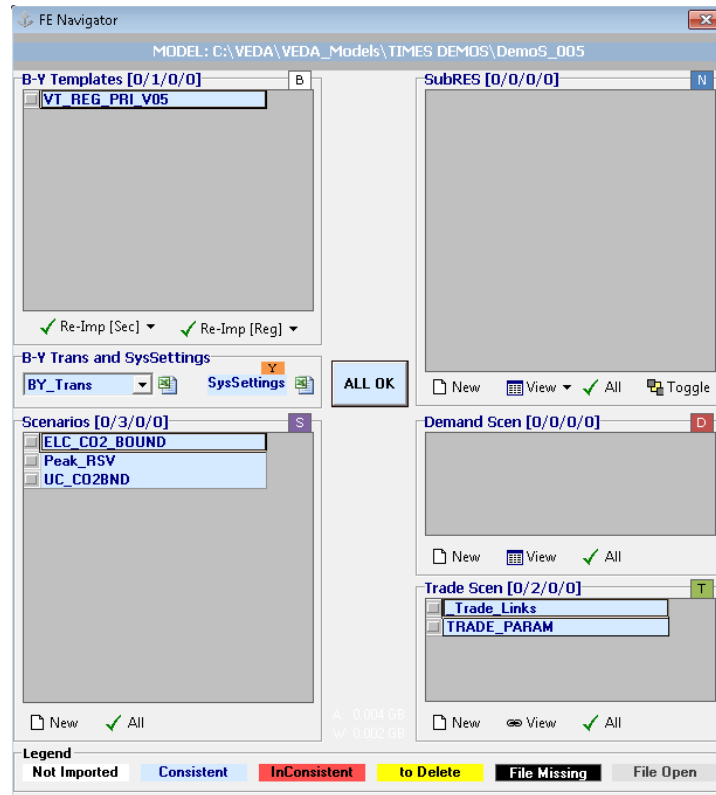 FE Navigator
MODEL: C:\VEDA\VEDA_Models\TIMES DEMOS\DemoS_005
B-Y Templates [0/1/0/0] B
VT_REG_PRI_V05
Re-Imp [Sec] Re-Imp [Reg]
SubRES [0/0/0/0] N
New View All Toggle
B-Y Trans and SysSettings
Y
BY_Trans SysSettings
ALL OK
Scenarios [0/3/0/0] S
ELC_CO2_BOUND
Peak_RSV
UC_CO2BND
New All
Demand Scen [0/0/0/0] D
New View All
Trade Scen [0/2/0/0] T
_Trade_Links
TRADE_PARAM
New View All
A: 0.004 GB
W: 0.002 GB
Legend
Not Imported Consistent InConsistent to Delete File Missing File Open